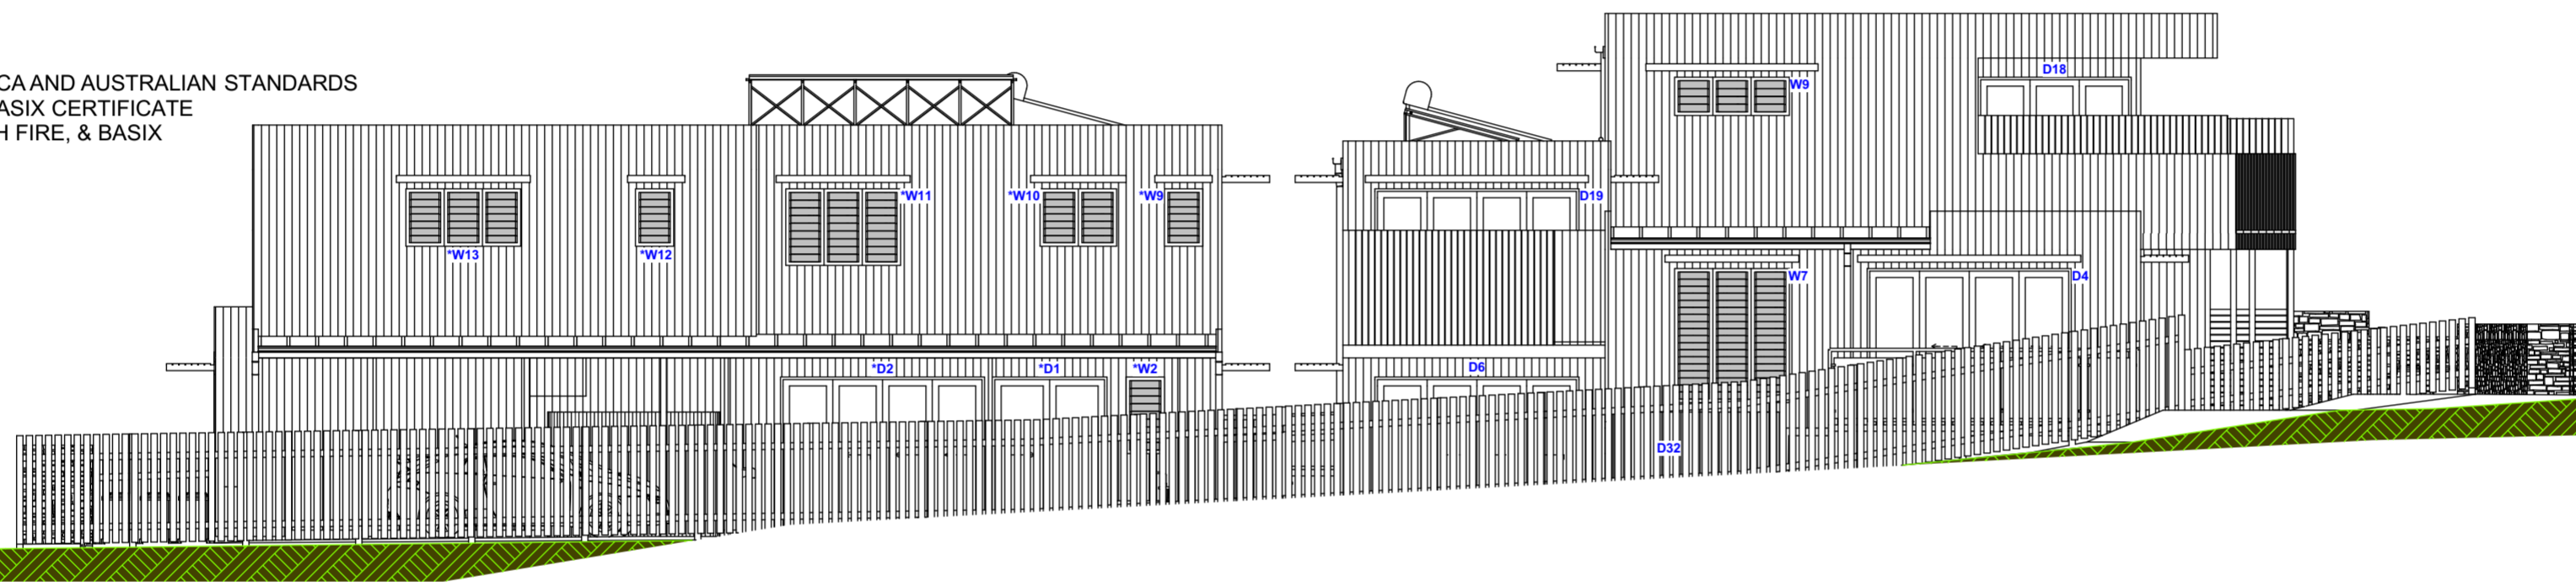 CA AND AUSTRALIAN STANDARDS
ASIX CERTIFICATE
H FIRE, & BASIX
D18
W9
*W11
*W10
*W9
D19
*W13
*W12
W7
D4
*D2
*D1
*W2
D6
D32